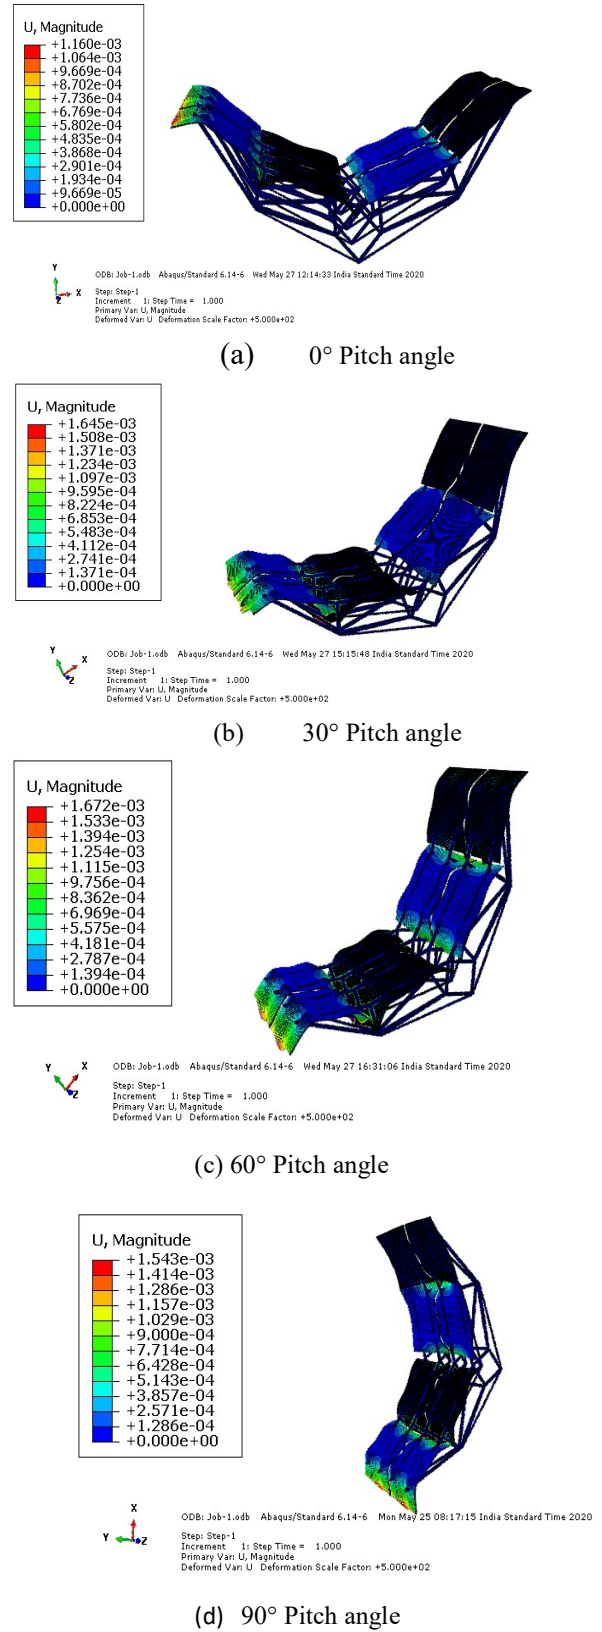 U, Magnitude
+1.160e-03
+1.064e-03
+9.669e-04
+8.702e-04
+7.736e-04
+6.769e-04
+5.802e-04
+4.835e-04
+3.868e-04
+2.901e-04
+1.934e-04
+9.669e-05
+0.000e+00
Y
X
Z
ODB: Job-1.odb Abaqus/Standard 6.14-6 Wed May 27 12:14:33 India Standard Time 2020
Step: Step-1
Increment 1: Step Time = 1.000
Primary Var: U, Magnitude
Deformed Var: U Deformation Scale Factor: +5.000e+02
(a) 0° Pitch angle
U, Magnitude
+1.645e-03
+1.508e-03
+1.371e-03
+1.234e-03
+1.097e-03
+9.595e-04
+8.224e-04
+6.853e-04
+5.483e-04
+4.112e-04
+2.741e-04
+1.371e-04
+0.000e+00
Y
X
Z
ODB: Job-1.odb Abaqus/Standard 6.14-6 Wed May 27 15:15:48 India Standard Time 2020
Step: Step-1
Increment 1: Step Time = 1.000
Primary Var: U, Magnitude
Deformed Var: U Deformation Scale Factor: +5.000e+02
(b) 30° Pitch angle
U, Magnitude
+1.672e-03
+1.533e-03
+1.394e-03
+1.254e-03
+1.115e-03
+9.756e-04
+8.362e-04
+6.969e-04
+5.575e-04
+4.181e-04
+2.787e-04
+1.394e-04
+0.000e+00
Y
X
Z
ODB: Job-1.odb Abaqus/Standard 6.14-6 Wed May 27 16:31:06 India Standard Time 2020
Step: Step-1
Increment 1: Step Time = 1.000
Primary Var: U, Magnitude
Deformed Var: U Deformation Scale Factor: +5.000e+02
(c) 60° Pitch angle
U, Magnitude
+1.543e-03
+1.414e-03
+1.286e-03
+1.157e-03
+1.029e-03
+9.000e-04
+7.714e-04
+6.428e-04
+5.143e-04
+3.857e-04
+2.571e-04
+1.286e-04
+0.000e+00
X
Y
Z
ODB: Job-1.odb Abaqus/Standard 6.14-6 Mon May 25 08:17:15 India Standard Time 2020
Step: Step-1
Increment 1: Step Time = 1.000
Primary Var: U, Magnitude
Deformed Var: U Deformation Scale Factor: +5.000e+02
(d) 90° Pitch angle